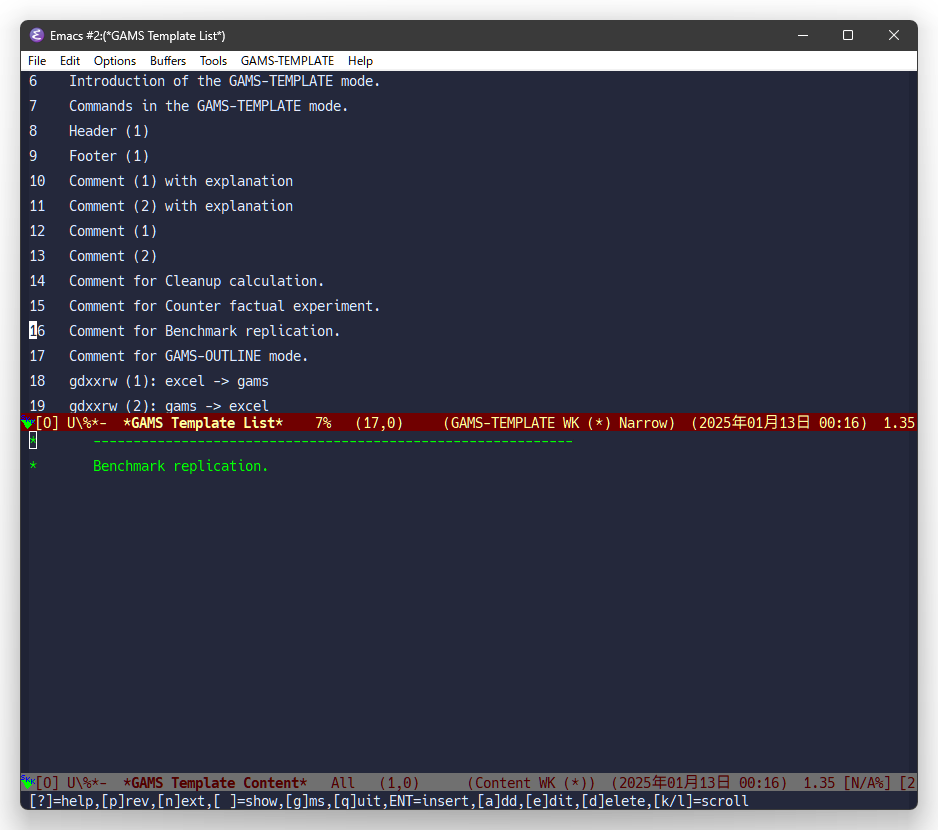 Emacs #2:(*GAMS Template List*)
File Edit Options Buffers Tools GAMS-TEMPLATE Help
6 Introduction of the GAMS-TEMPLATE mode.
7 Commands in the GAMS-TEMPLATE mode.
8 Header (1)
9 Footer (1)
10 Comment (1) with explanation
11 Comment (2) with explanation
12 Comment (1)
13 Comment (2)
14 Comment for Cleanup calculation.
15 Comment for Counter factual experiment.
16 Comment for Benchmark replication.
17 Comment for GAMS-OUTLINE mode.
18 gdxxrw (1): excel -> gams
19 gdxxrw (2): gams -> excel
[O] U\%*- *GAMS Template List* 7% (17,0) (GAMS-TEMPLATE WK (*) Narrow) (2025年01月13日 00:16) 1.35
* ------------------------------------------------------------
* Benchmark replication.
[O] U\%*- *GAMS Template Content* All (1,0) (Content WK (*)) (2025年01月13日 00:16) 1.35 [N/A%] [2
[?]=help,[p]rev,[n]ext,[ ]=show,[g]ms,[q]uit,ENT=insert,[a]dd,[e]dit,[d]elete,[k/l]=scroll